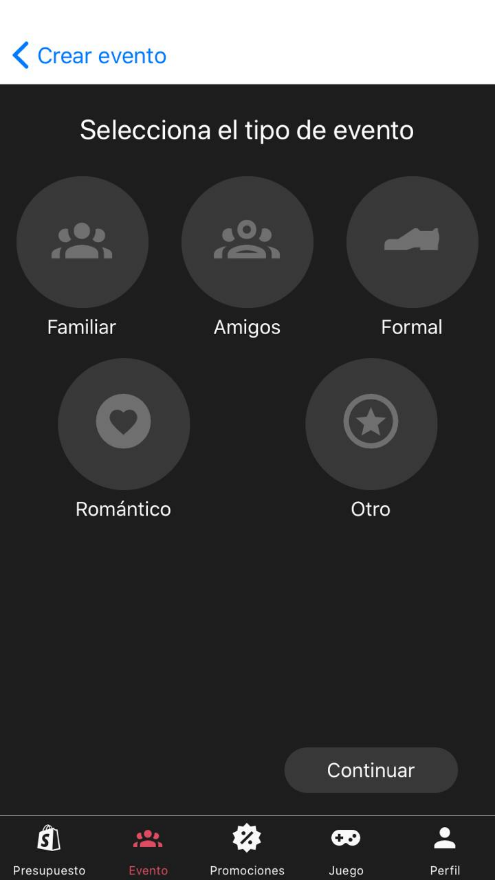 Crear evento
Selecciona el tipo de evento
Familiar
Amigos
Formal
Romántico
Otro
Continuar
Presupuesto
Evento
Promociones
Juego
Perfil